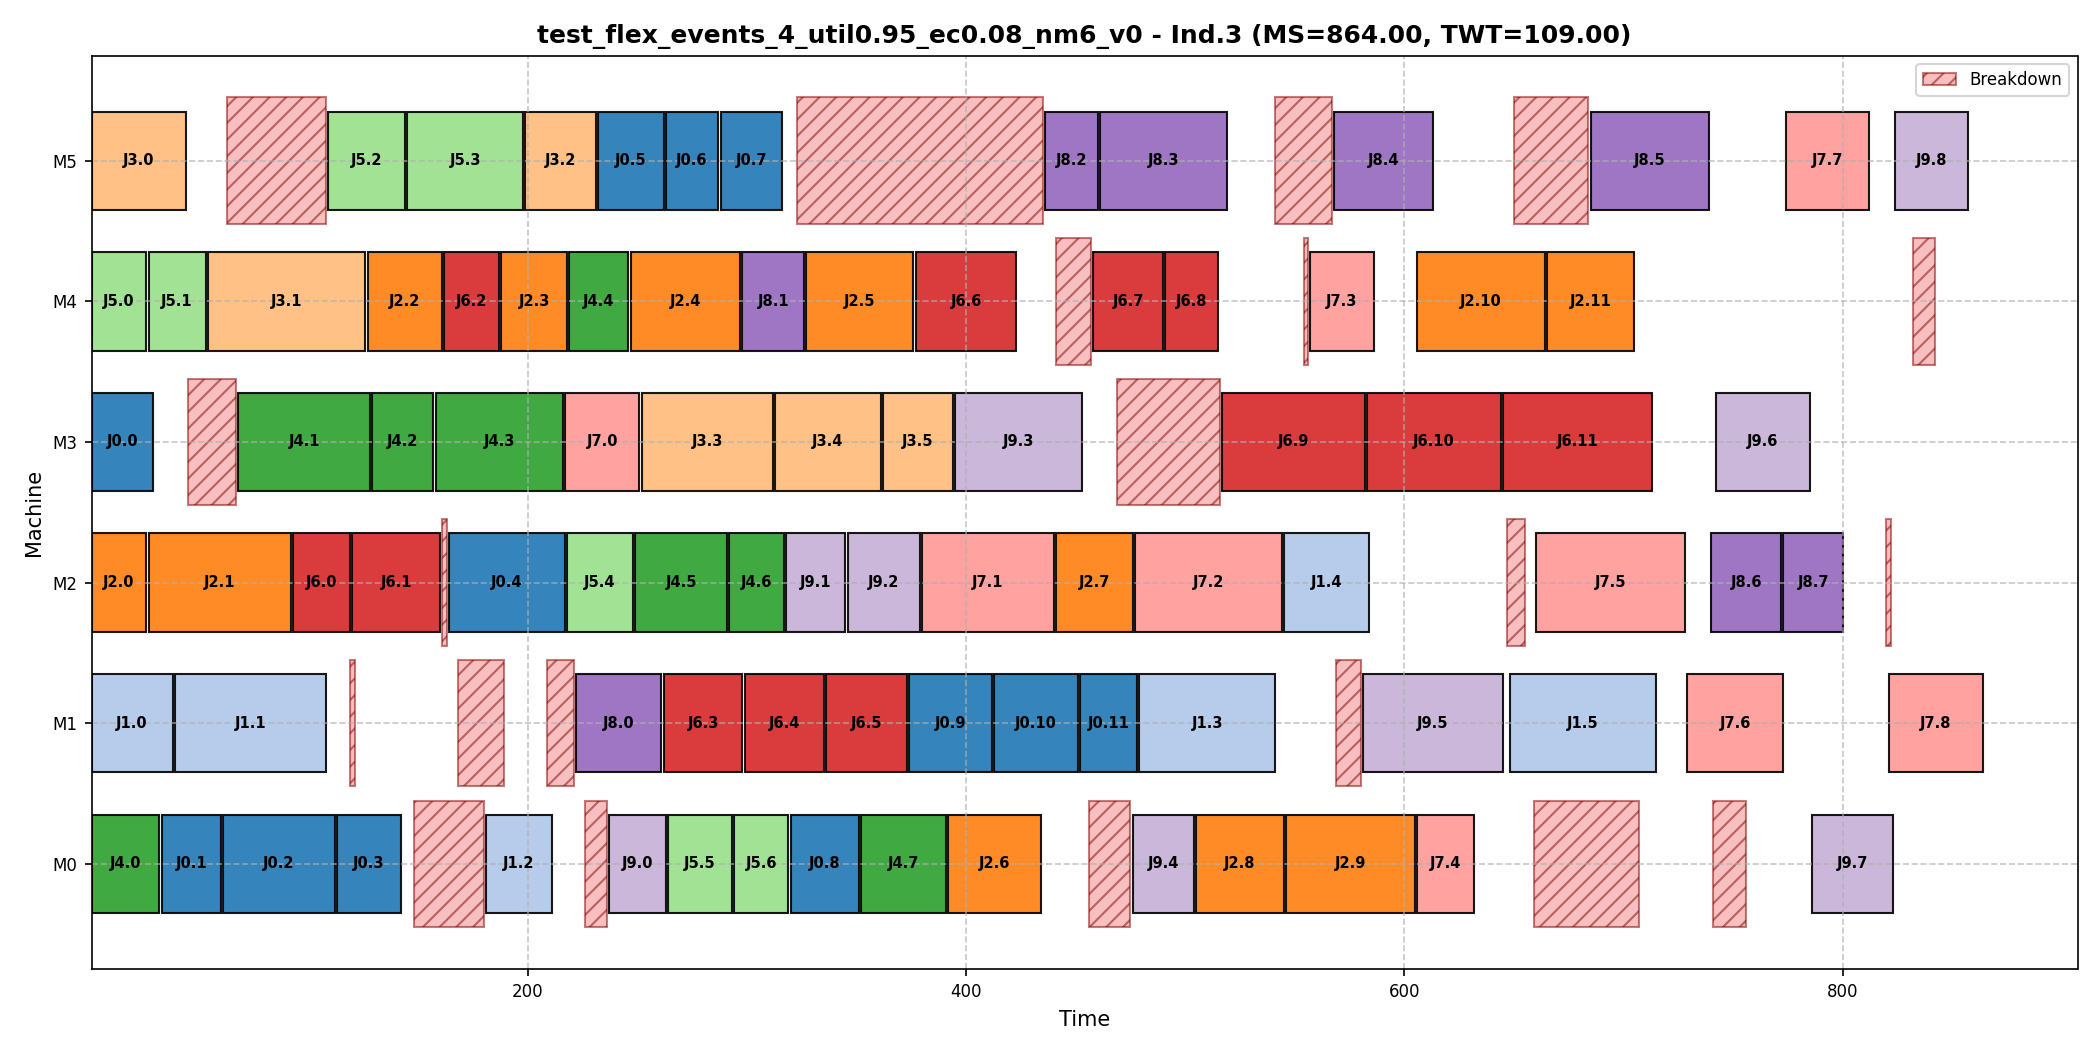 test_flex_events_4_util0.95_ec0.08_nm6_v0 - Ind.3 (MS=864.00, TWT=109.00)
Breakdown
M5 J3.0 J5.2 J5.3 J3.2 J0.5 J0.6 J0.7 J8.2 J8.3 J8.4 J8.5 J7.7 J9.8
M4 J5.0 J5.1 J3.1 J2.2 J6.2 J2.3 J4.4 J2.4 J8.1 J2.5 J6.6 J6.7 J6.8 J7.3 J2.10 J2.11
M3 J0.0 J4.1 J4.2 J4.3 J7.0 J3.3 J3.4 J3.5 J9.3 J6.9 J6.10 J6.11 J9.6
M2 J2.0 J2.1 J6.0 J6.1 J0.4 J5.4 J4.5 J4.6 J9.1 J9.2 J7.1 J2.7 J7.2 J1.4 J7.5 J8.6 J8.7
M1 J1.0 J1.1 J8.0 J6.3 J6.4 J6.5 J0.9 J0.10 J0.11 J1.3 J9.5 J1.5 J7.6 J7.8
M0 J4.0 J0.1 J0.2 J0.3 J1.2 J9.0 J5.5 J5.6 J0.8 J4.7 J2.6 J9.4 J2.8 J2.9 J7.4 J9.7
Machine
200 400 600 800
Time